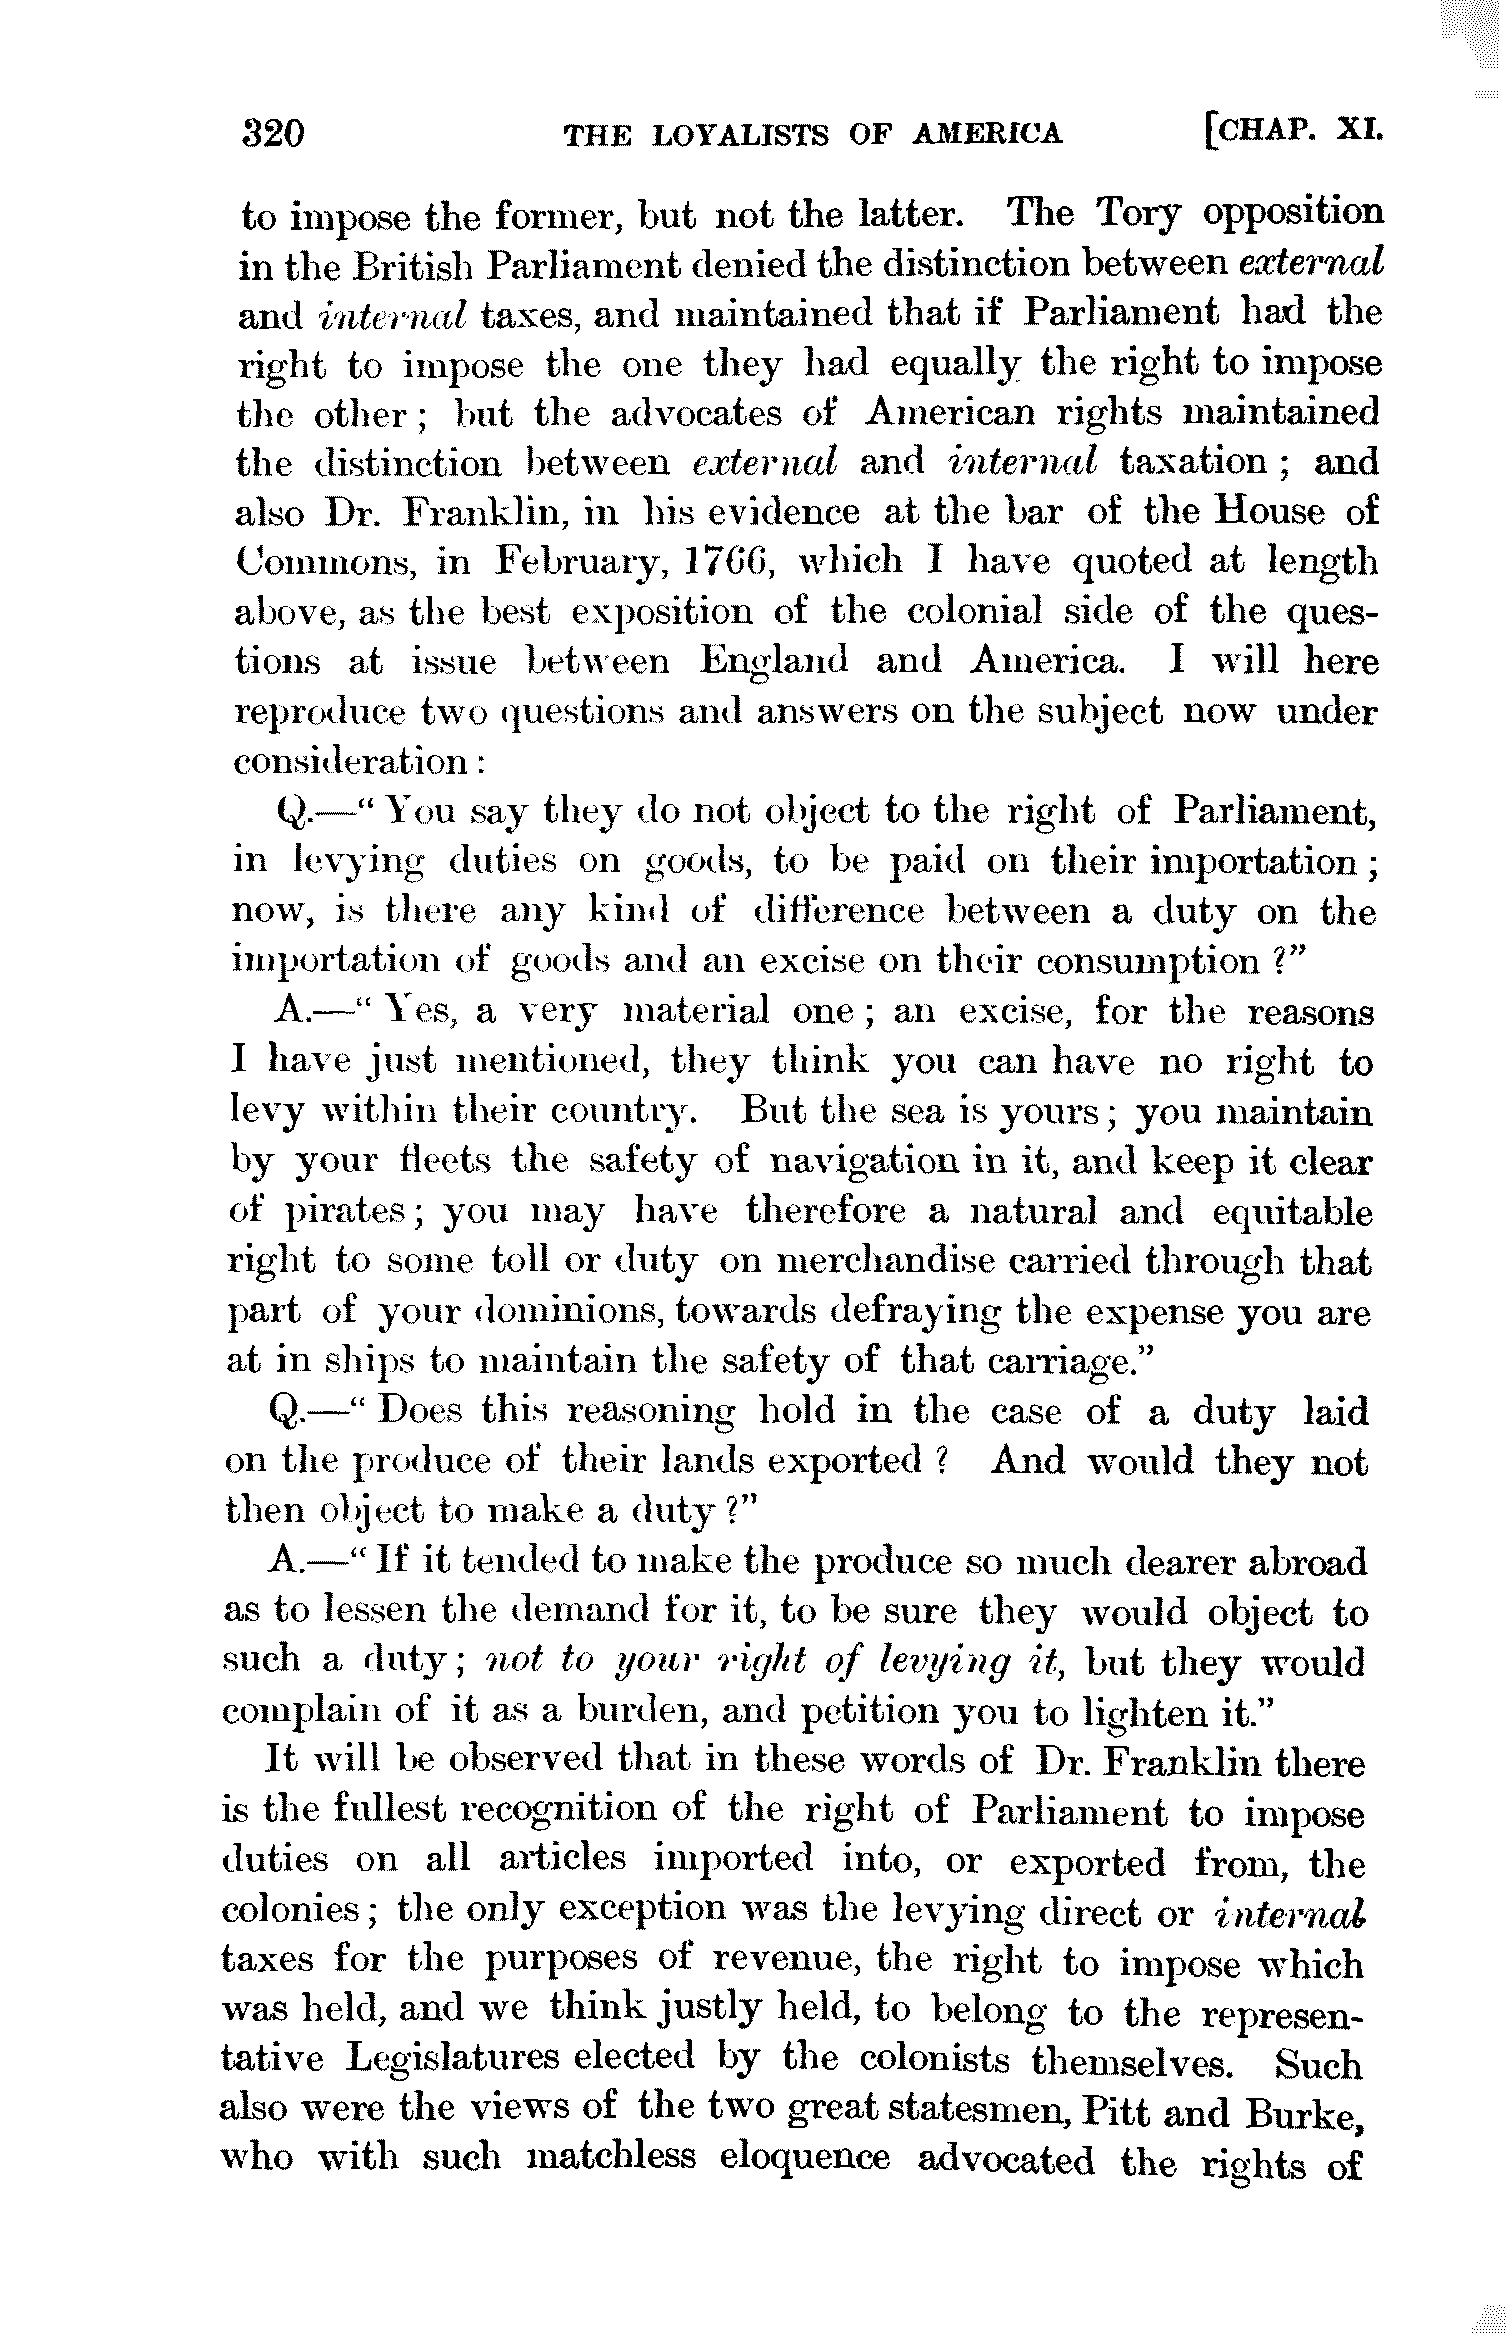 320 THE LOYALISTS OF AMERICA [CHAP. XI.
to impose the former, but not the latter. The Tory opposition
in the British Parliament denied the distinction between external
and internal taxes, and maintained that if Parliament had the
right to impose the one they had equally the right to impose
the other ; but the advocates of American rights maintained
the distinction between external and internal taxation ; and
also Dr. Franklin, in his evidence at the bar of the House of
Commons, in February, 1766, which I have quoted at length
above, as the best exposition of the colonial side of the ques-
tions at issue between England and America. I will here
reproduce two questions and answers on the subject now under
consideration :
Q.—“ You say they do not object to the right of Parliament,
in levying duties on goods, to be paid on their importation ;
now, is there any kind of difference between a duty on the
importation of goods and an excise on their consumption ?”
A.—“ Yes, a very material one ; an excise, for the reasons
I have just mentioned, they think you can have no right to
levy within their country. But the sea is yours ; you maintain
by your fleets the safety of navigation in it, and keep it clear
of pirates ; you may have therefore a natural and equitable
right to some toll or duty on merchandise carried through that
part of your dominions, towards defraying the expense you are
at in ships to maintain the safety of that carriage.”
Q.—“ Does this reasoning hold in the case of a duty laid
on the produce of their lands exported ? And would they not
then object to make a duty ?”
A.—“ If it tended to make the produce so much dearer abroad
as to lessen the demand for it, to be sure they would object to
such a duty ; not to your right of levying it, but they would
complain of it as a burden, and petition you to lighten it.”
It will be observed that in these words of Dr. Franklin there
is the fullest recognition of the right of Parliament to impose
duties on all articles imported into, or exported from, the
colonies ; the only exception was the levying direct or internal
taxes for the purposes of revenue, the right to impose which
was held, and we think justly held, to belong to the represen-
tative Legislatures elected by the colonists themselves. Such
also were the views of the two great statesmen, Pitt and Burke,
who with such matchless eloquence advocated the rights of